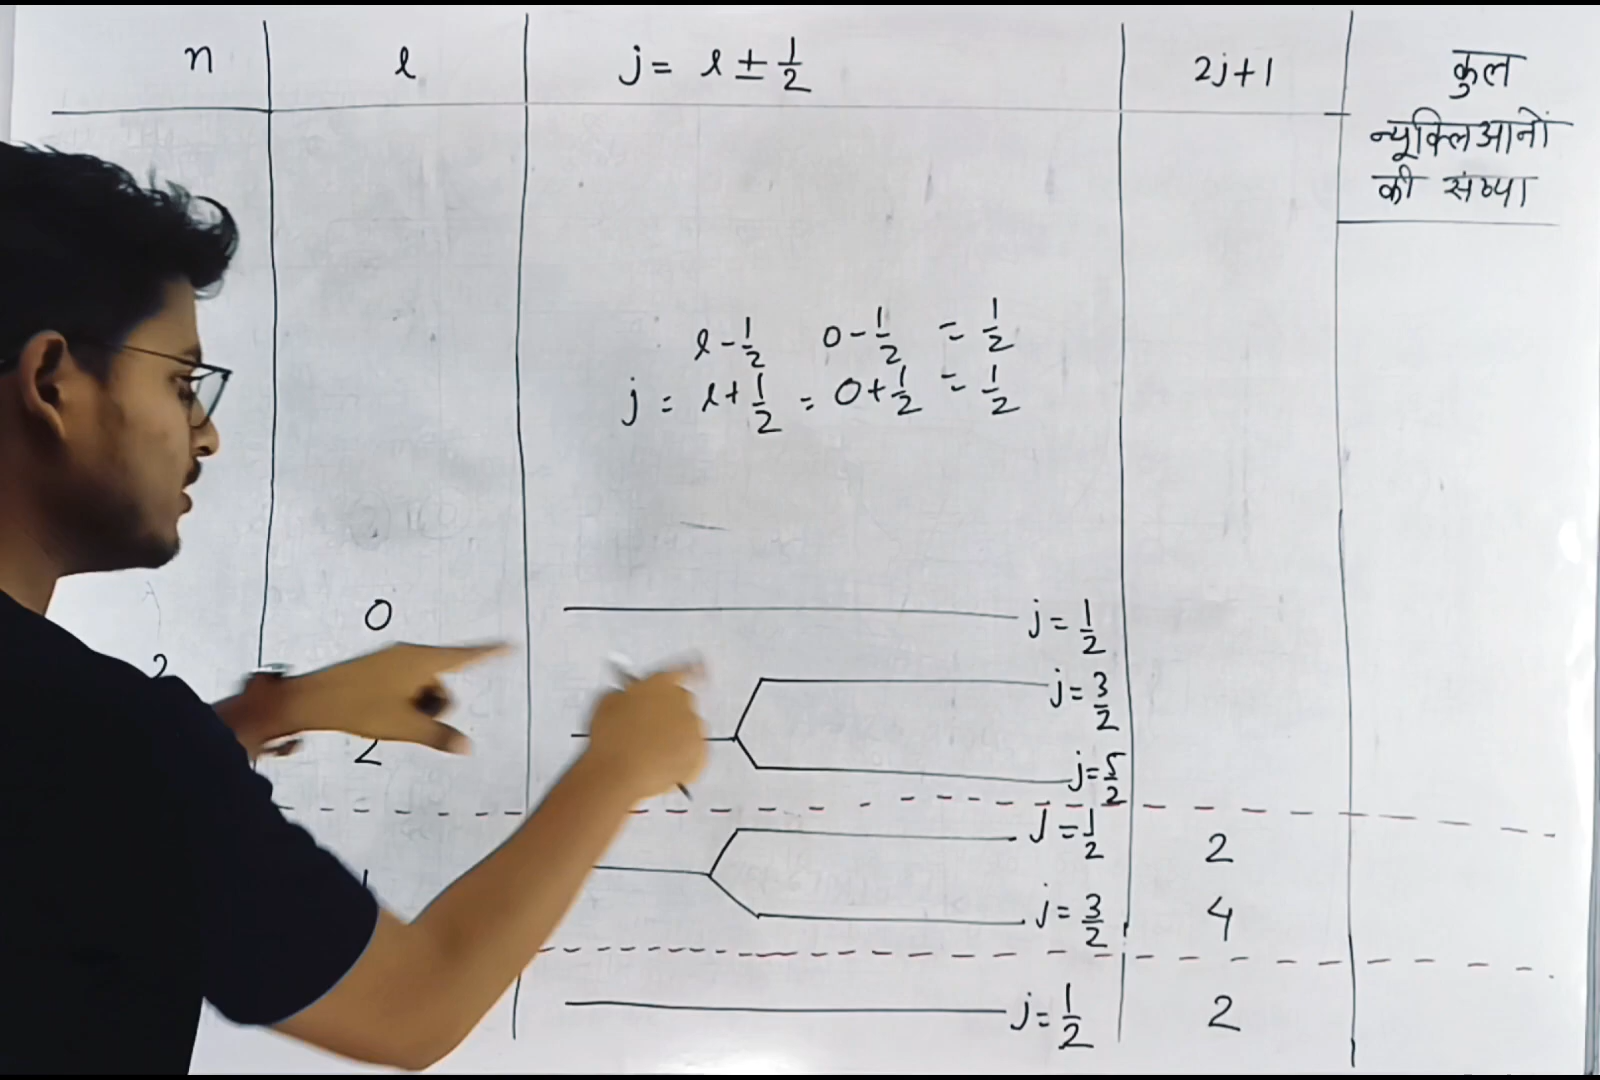 n
l
j = l ± 1/2
2j+1
कुल
न्यूक्लिआनों
की संख्या
l - 1/2 0 - 1/2 = 1/2
j = l + 1/2 = 0 + 1/2 = 1/2
0
j = 1/2
2
j = 3/2
2
j = 5/2
j = 1/2
2
j = 3/2
4
j = 1/2
2